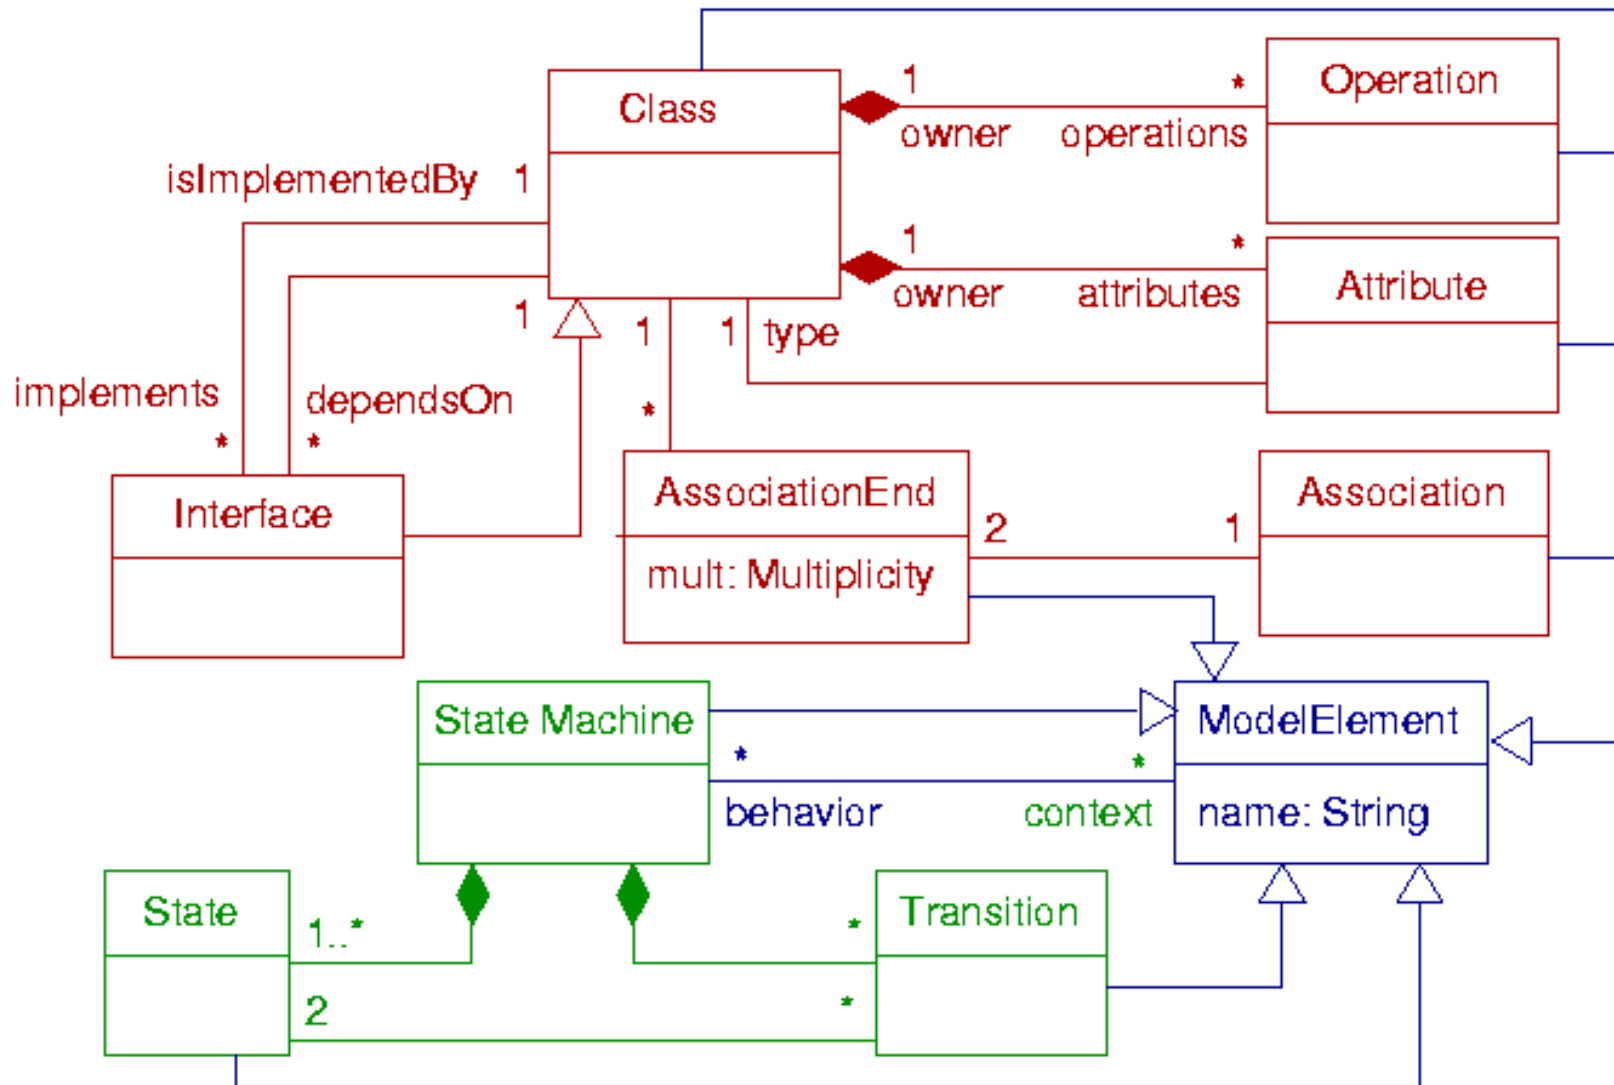 Class
1
*
Operation
owner
operations
isImplementedBy
1
1
*
Attribute
owner
attributes
1
1
1
type
implements
dependsOn
*
*
*
Interface
AssociationEnd
2
1
Association
mult: Multiplicity
State Machine
*
*
ModelElement
behavior
context
name: String
State
1..*
*
Transition
2
*